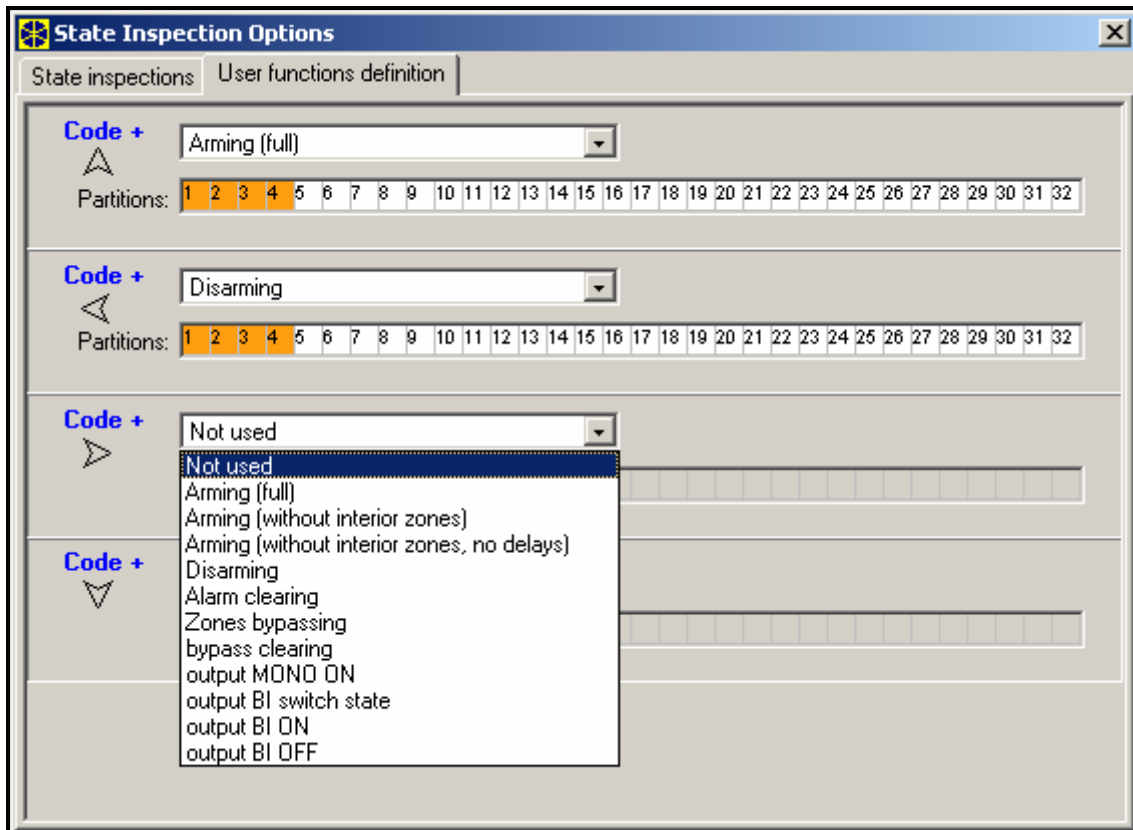 State Inspection Options
State inspections User functions definition
Code +
Arming (full)
Partitions: 1 2 3 4 5 6 7 8 9 10 11 12 13 14 15 16 17 18 19 20 21 22 23 24 25 26 27 28 29 30 31 32
Code +
Disarming
Partitions: 1 2 3 4 5 6 7 8 9 10 11 12 13 14 15 16 17 18 19 20 21 22 23 24 25 26 27 28 29 30 31 32
Code +
Not used
Not used
Arming (full)
Arming (without interior zones)
Arming (without interior zones, no delays)
Code +
Disarming
Alarm clearing
Zones bypassing
bypass clearing
output MONO ON
output BI switch state
output BI ON
output BI OFF